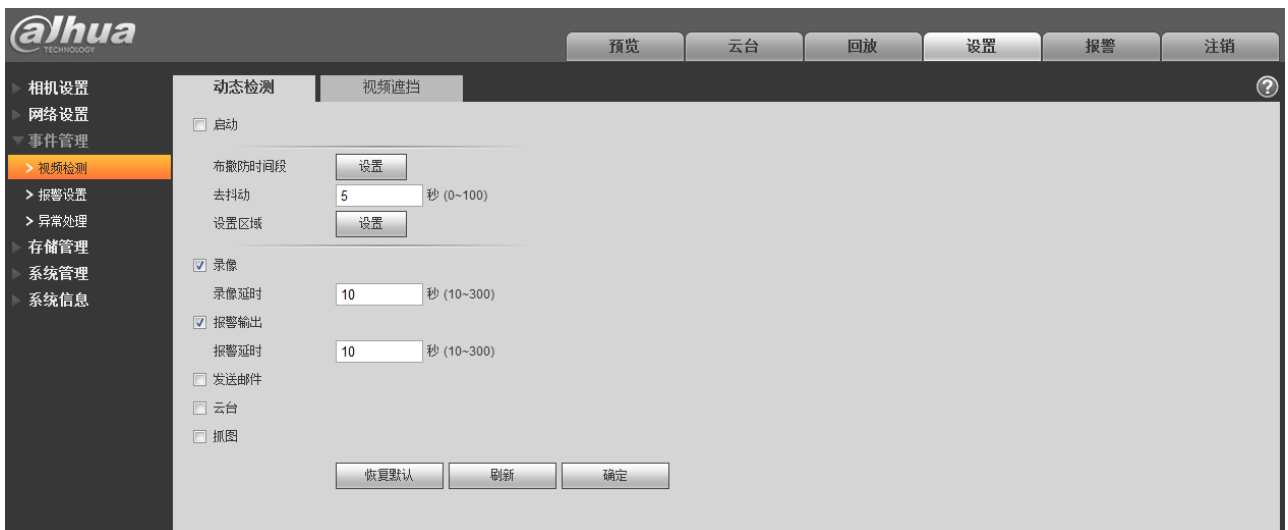 alhua
TECHNOLOGY
预览 云台 回放 设置 报警 注销
相机设置
网络设置
事件管理
> 视频检测
> 报警设置
> 异常处理
存储管理
系统管理
系统信息
动态检测 视频遮挡 ?
启动
布撤防时间段 设置
去抖动 5 秒 (0~100)
设置区域 设置
录像
录像延时 10 秒 (10~300)
报警输出
报警延时 10 秒 (10~300)
发送邮件
云台
抓图
恢复默认 刷新 确定